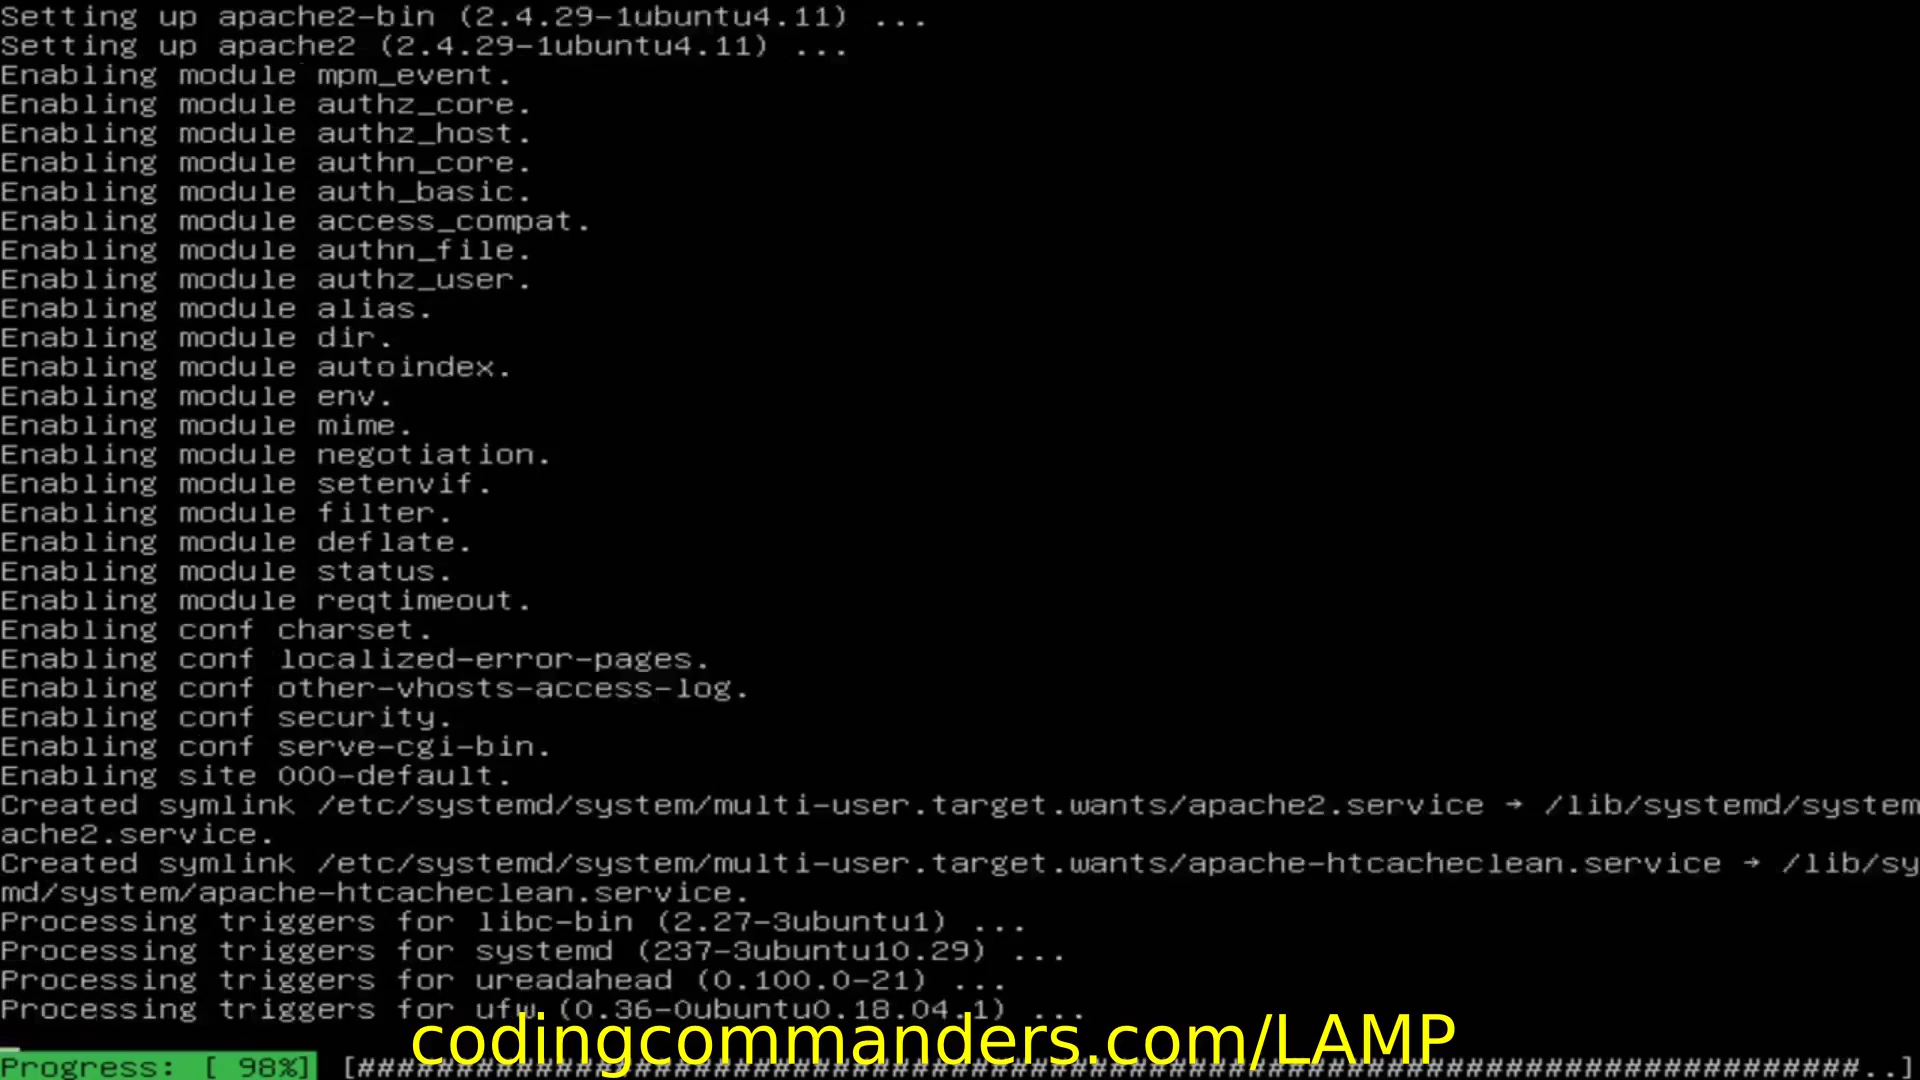 Setting up apache2-bin (2.4.29-1ubuntu4.11) ...
Setting up apache2 (2.4.29-1ubuntu4.11) ...
Enabling module mpm_event.
Enabling module authz_core.
Enabling module authz_host.
Enabling module authn_core.
Enabling module auth_basic.
Enabling module access_compat.
Enabling module authn_file.
Enabling module authz_user.
Enabling module alias.
Enabling module dir.
Enabling module autoindex.
Enabling module env.
Enabling module mime.
Enabling module negotiation.
Enabling module setenvif.
Enabling module filter.
Enabling module deflate.
Enabling module status.
Enabling module reqtimeout.
Enabling conf charset.
Enabling conf localized-error-pages.
Enabling conf other-vhosts-access-log.
Enabling conf security.
Enabling conf serve-cgi-bin.
Enabling site 000-default.
Created symlink /etc/systemd/system/multi-user.target.wants/apache2.service → /lib/systemd/system
ache2.service.
Created symlink /etc/systemd/system/multi-user.target.wants/apache-htcacheclean.service → /lib/sy
md/system/apache-htcacheclean.service.
Processing triggers for libc-bin (2.27-3ubuntu1) ...
Processing triggers for systemd (237-3ubuntu10.29) ...
Processing triggers for ureadahead (0.100.0-21) ...
Processing triggers for ufw (0.36-0ubuntu0.18.04.1) ...
codingcommanders.com/LAMP
Progress: [ 98%] [############################################################################..]